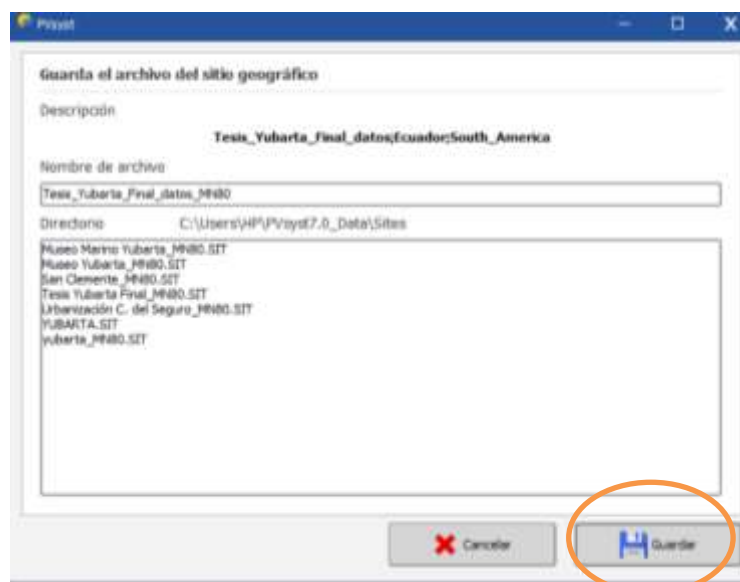 PVsyst
Guarda el archivo del sitio geográfico
Descripción
Tesis_Yubarta_Final_datos;Ecuador;South_America
Nombre de archivo
Tesis_Yubarta_Final_datos_MN80
Directorio C:\Users\HP\PVsyst7.0_Data\Sites
Museo Marino Yubarta_MN80.SIT
Museo Yubarta_MN80.SIT
San Clemente_MN80.SIT
Tesis Yubarta Final_MN80.SIT
Urbanización C. del Seguro_MN80.SIT
YUBARTA.SIT
yubarta_MN80.SIT
Cancelar
Guardar